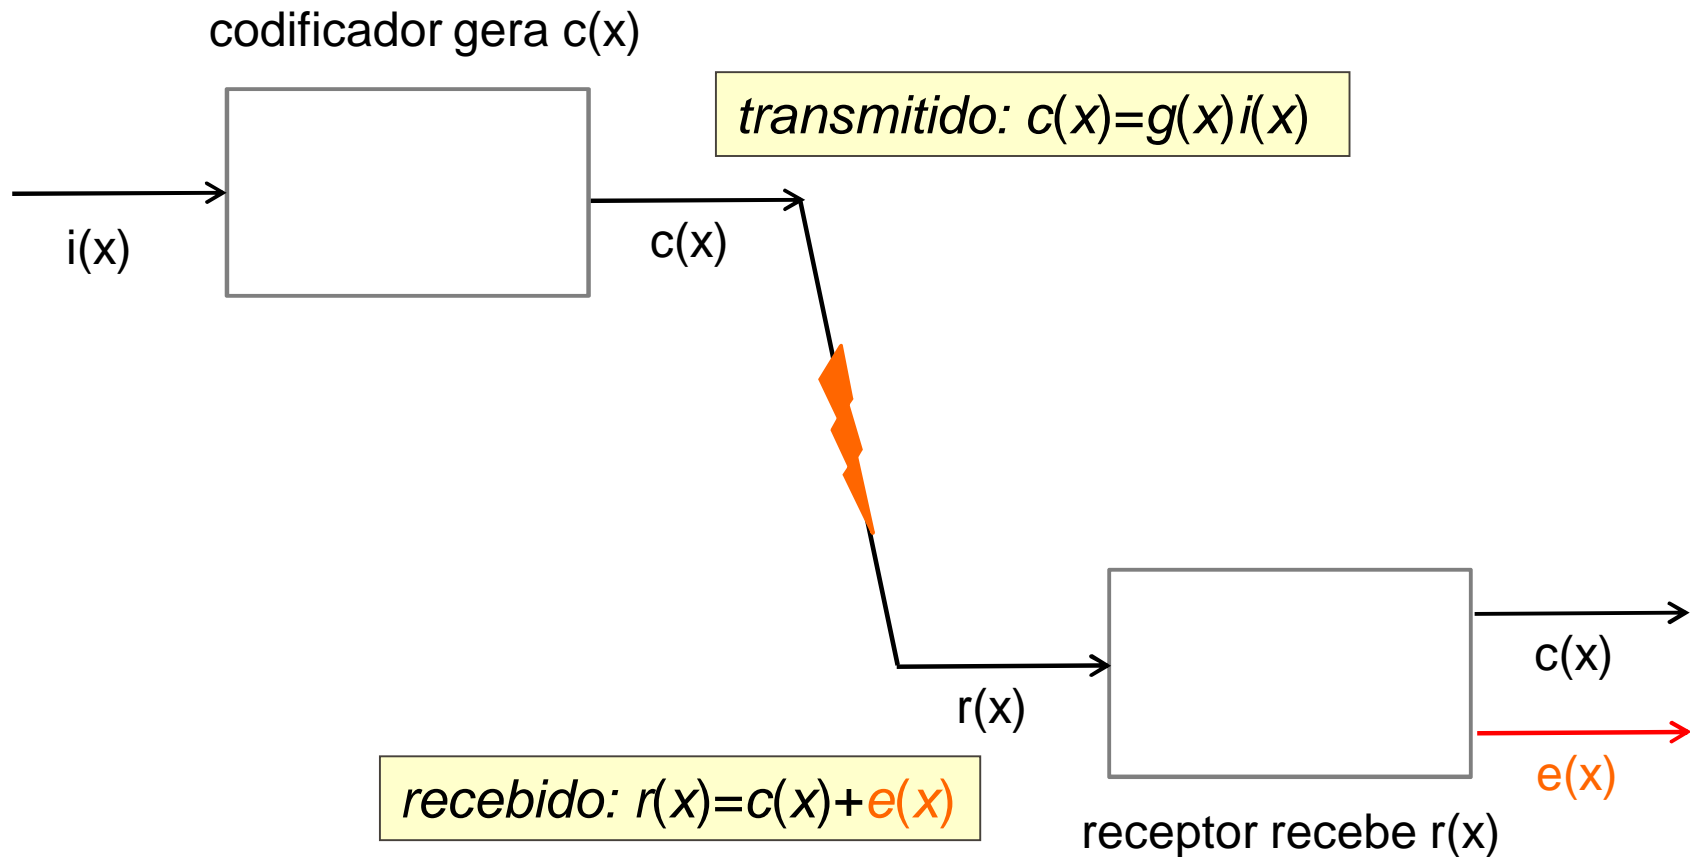 codificador gera c(x)
transmitido: c(x)=g(x)i(x)
i(x)
c(x)
r(x)
c(x)
e(x)
recebido: r(x)=c(x)+e(x)
receptor recebe r(x)